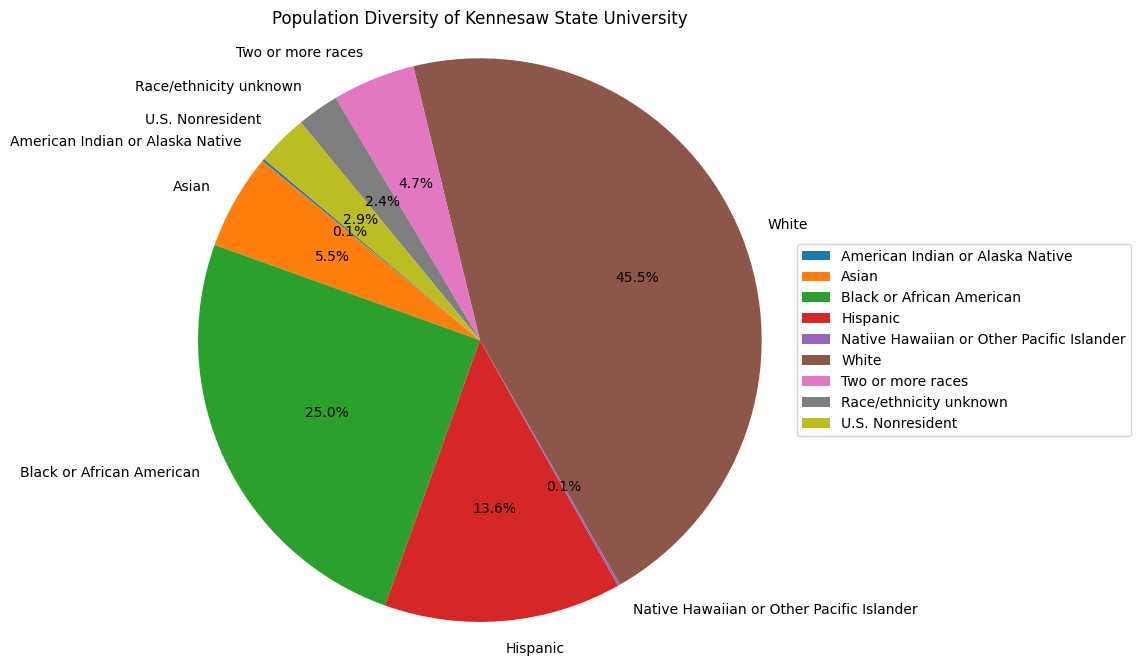 Population Diversity of Kennesaw State University
Two or more races
Race/ethnicity unknown
U.S. Nonresident
American Indian or Alaska Native
Asian
White
4.7%
2.4%
2.9%
0.1%
5.5%
45.5%
25.0%
0.1%
13.6%
Black or African American
Native Hawaiian or Other Pacific Islander
Hispanic
American Indian or Alaska Native
Asian
Black or African American
Hispanic
Native Hawaiian or Other Pacific Islander
White
Two or more races
Race/ethnicity unknown
U.S. Nonresident